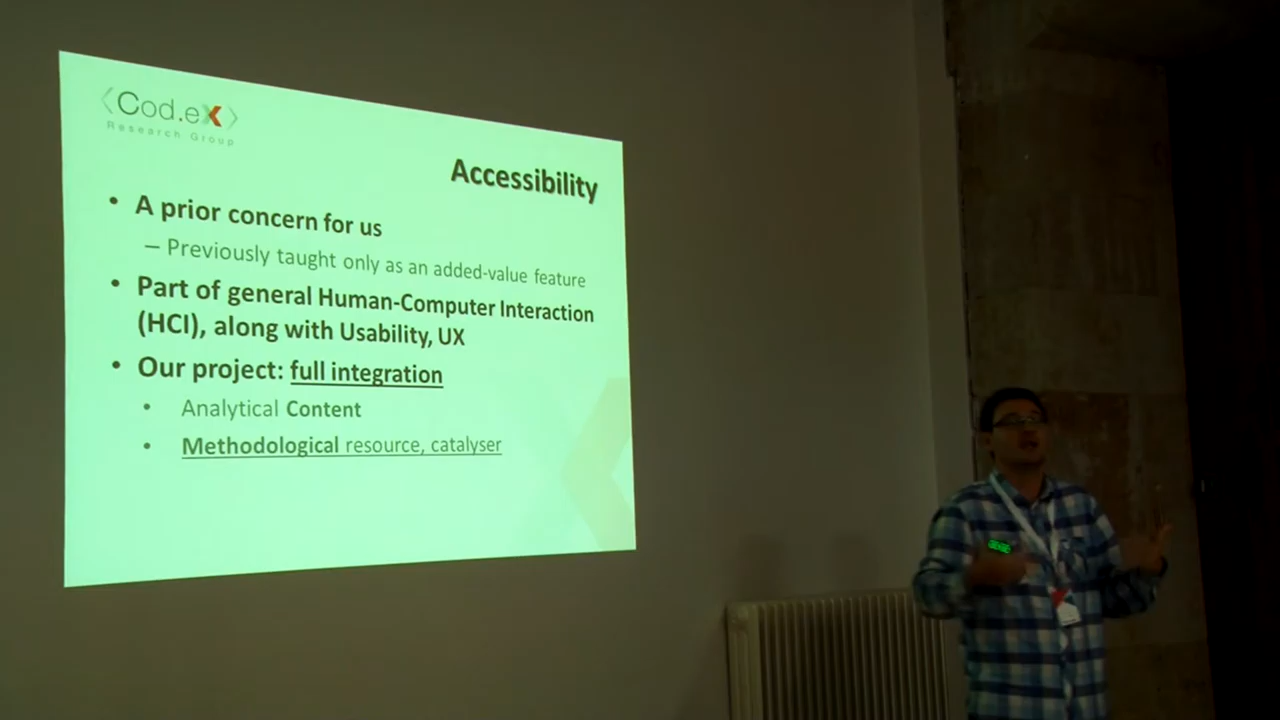 <Cod.eX>
Research Group
Accessibility
• A prior concern for us
– Previously taught only as an added-value feature
• Part of general Human-Computer Interaction
(HCI), along with Usability, UX
• Our project: full integration
• Analytical Content
• Methodological resource, catalyser